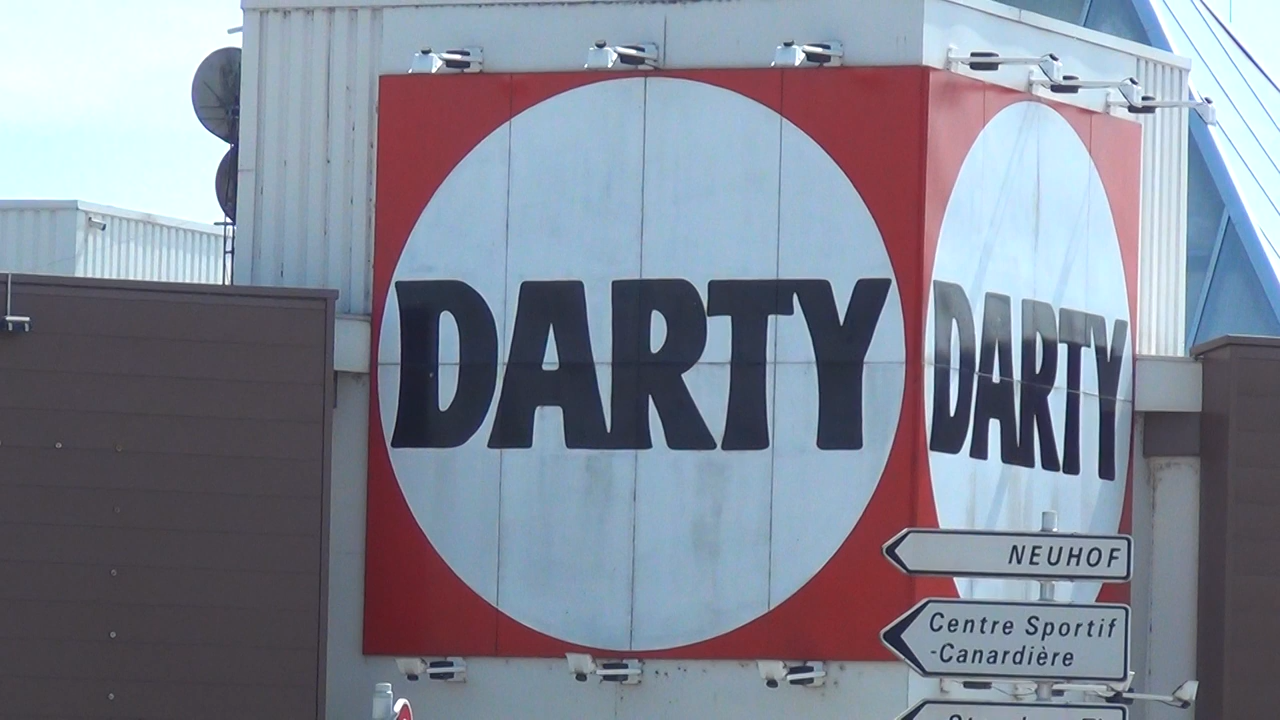 DARTY
DARTY
NEUHOF
Centre Sportif
-Canardière